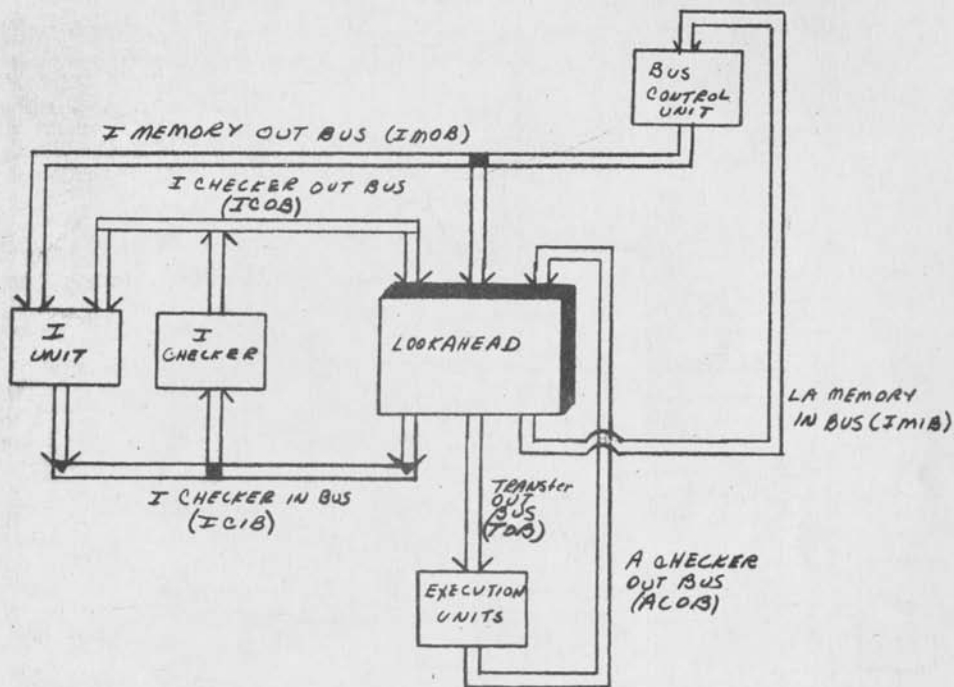 BUS
CONTROL
UNIT
I MEMORY OUT BUS (IMOB)
I CHECKER OUT BUS
(ICOB)
I
UNIT
I
CHECKER
LOOKAHEAD
LA MEMORY
IN BUS (IMIB)
I CHECKER IN BUS
(ICIB)
TRANSFER
OUT
BUS
(TOB)
A CHECKER
OUT BUS
(ACOB)
EXECUTION
UNITS